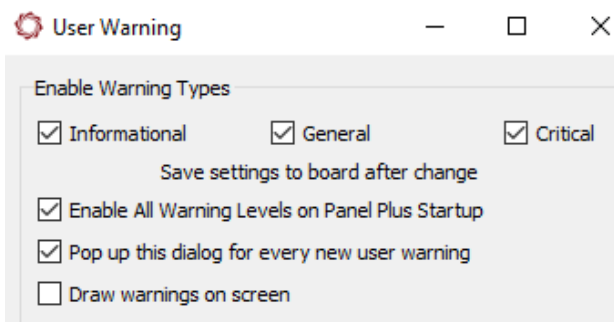 User Warning
Enable Warning Types
Informational General Critical
Save settings to board after change
Enable All Warning Levels on Panel Plus Startup
Pop up this dialog for every new user warning
Draw warnings on screen